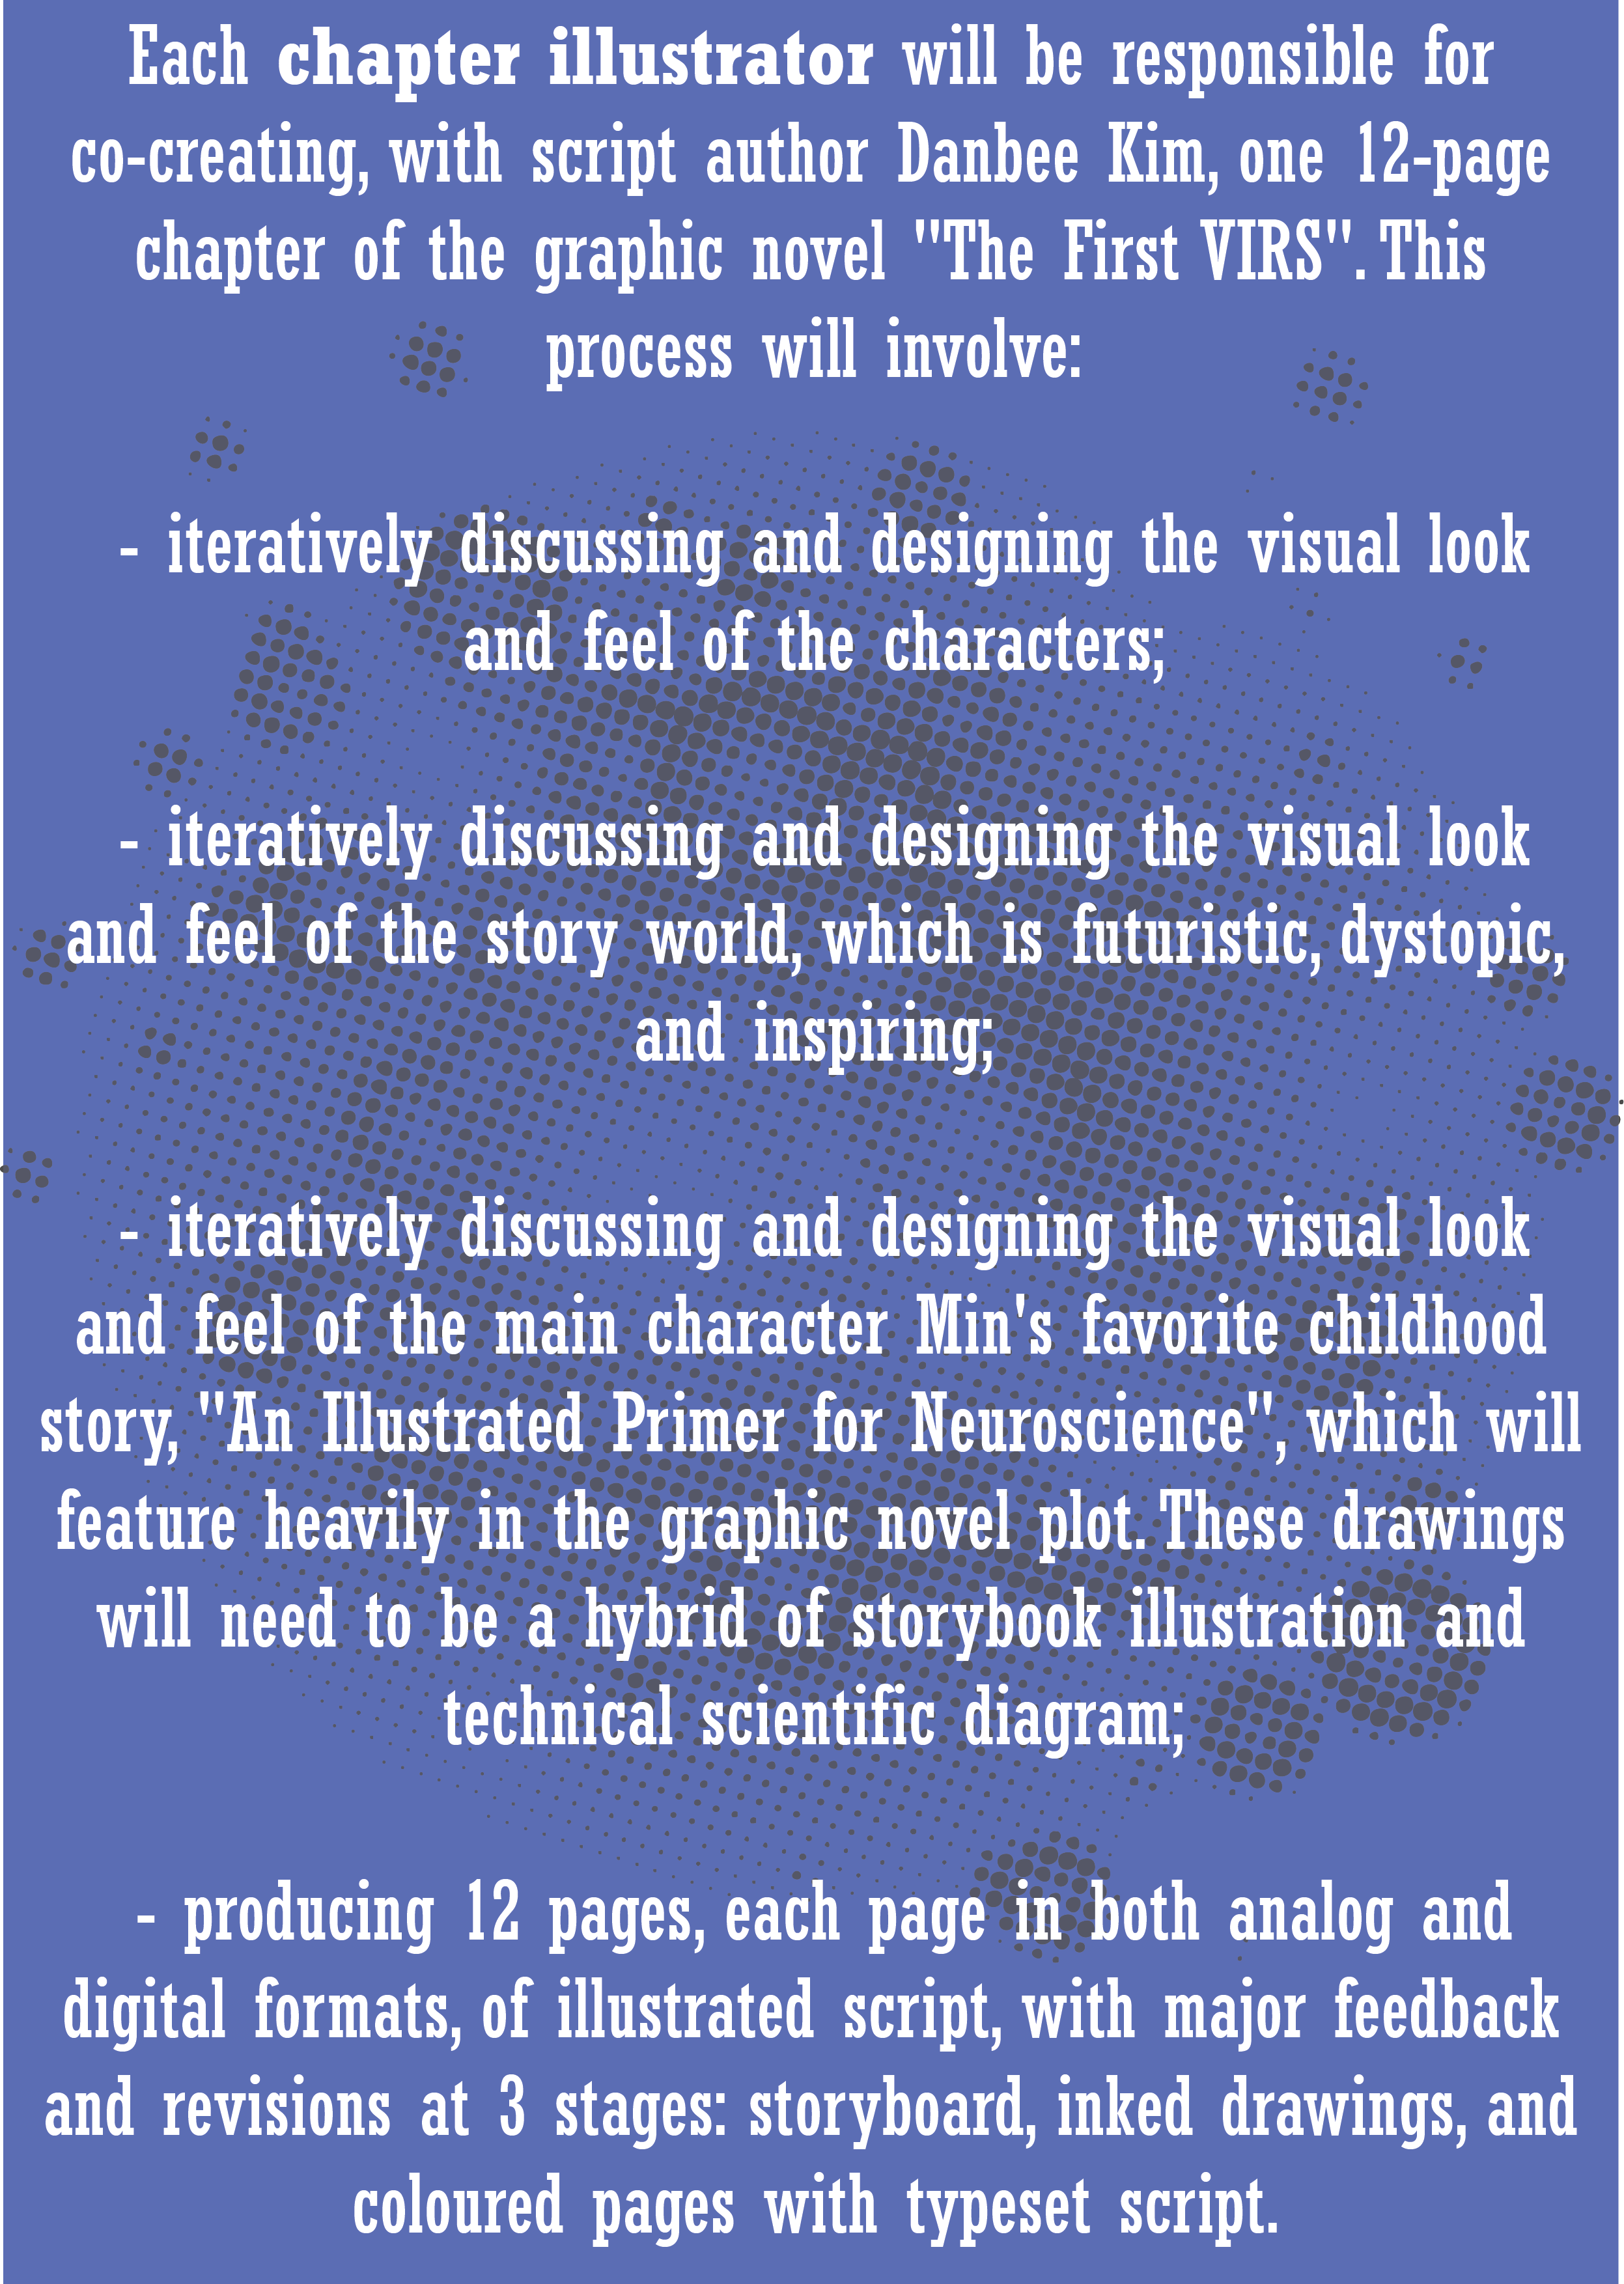 Each chapter illustrator will be responsible for
co-creating, with script author Danbee Kim, one 12-page
chapter of the graphic novel "The First VIRS". This
process will involve:
- iteratively discussing and designing the visual look
and feel of the characters;
- iteratively discussing and designing the visual look
and feel of the story world, which is futuristic, dystopic,
and inspiring;
- iteratively discussing and designing the visual look
and feel of the main character Min's favorite childhood
story, "An Illustrated Primer for Neuroscience", which will
feature heavily in the graphic novel plot. These drawings
will need to be a hybrid of storybook illustration and
technical scientific diagram;
- producing 12 pages, each page in both analog and
digital formats, of illustrated script, with major feedback
and revisions at 3 stages: storyboard, inked drawings, and
coloured pages with typeset script.